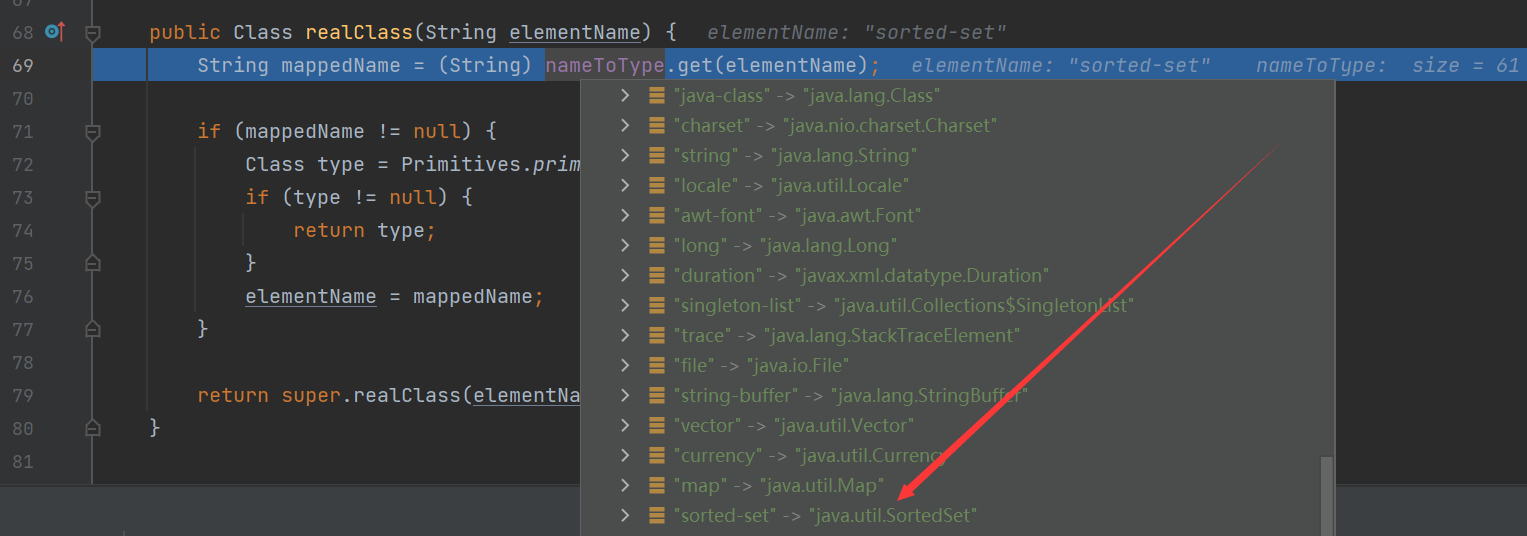 67
68 public Class realClass(String elementName) { elementName: "sorted-set"
69 String mappedName = (String) nameToType.get(elementName); elementName: "sorted-set" nameToType: size = 61
70
71 if (mappedName != null) {
72 Class type = Primitives.prim
73 if (type != null) {
74 return type;
75 }
76 elementName = mappedName;
77 }
78
79 return super.realClass(elementNa
80 }
81
"java-class" -> "java.lang.Class"
"charset" -> "java.nio.charset.Charset"
"string" -> "java.lang.String"
"locale" -> "java.util.Locale"
"awt-font" -> "java.awt.Font"
"long" -> "java.lang.Long"
"duration" -> "javax.xml.datatype.Duration"
"singleton-list" -> "java.util.Collections$SingletonList"
"trace" -> "java.lang.StackTraceElement"
"file" -> "java.io.File"
"string-buffer" -> "java.lang.StringBuffer"
"vector" -> "java.util.Vector"
"currency" -> "java.util.Currency
"map" -> "java.util.Map"
"sorted-set" -> "java.util.SortedSet"